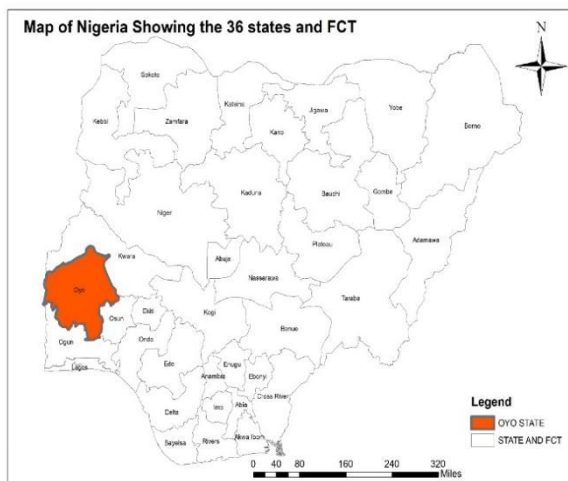 Map of Nigeria Showing the 36 states and FCT
N
Sokoto
Katsina
Jigawa
Yobe
Borno
Kebbi
Zamfara
Kano
Kaduna
Bauchi
Gombe
Niger
Adamawa
Plateau
Kwara
Abuja
Nassarawa
Taraba
Oyo
Osun
Ekiti
Kogi
Benue
Ogun
Ondo
Lagos
Edo
Enugu
Anambra
Ebonyi
Cross River
Delta
Imo
Abia
Bayelsa
Rivers
Akwa Ibom
Legend
OYO STATE
STATE AND FCT
0 40 80 160 240 320
Miles